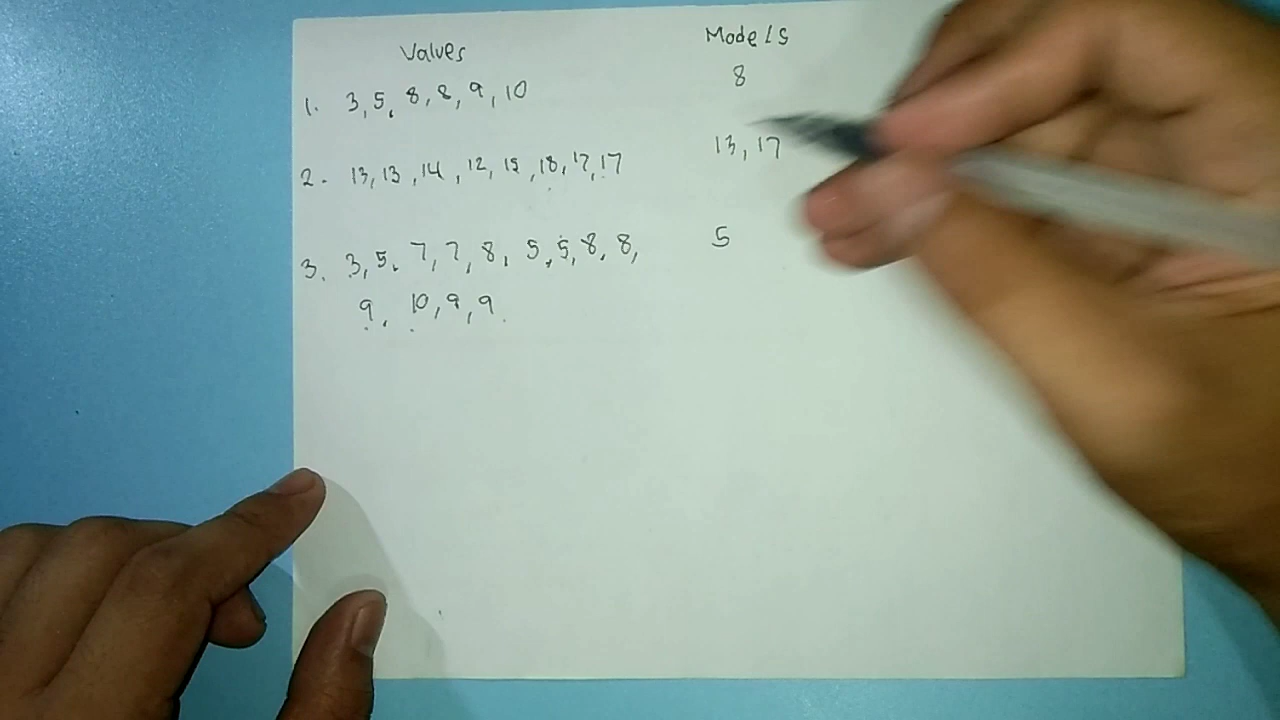 Values Mode/s
1. 3, 5, 8, 8, 9, 10 8
2. 13, 13, 14, 12, 15, 18, 17, 17 13, 17
3. 3, 5, 7, 7, 8, 5, 5, 8, 8, 5
9, 10, 9, 9